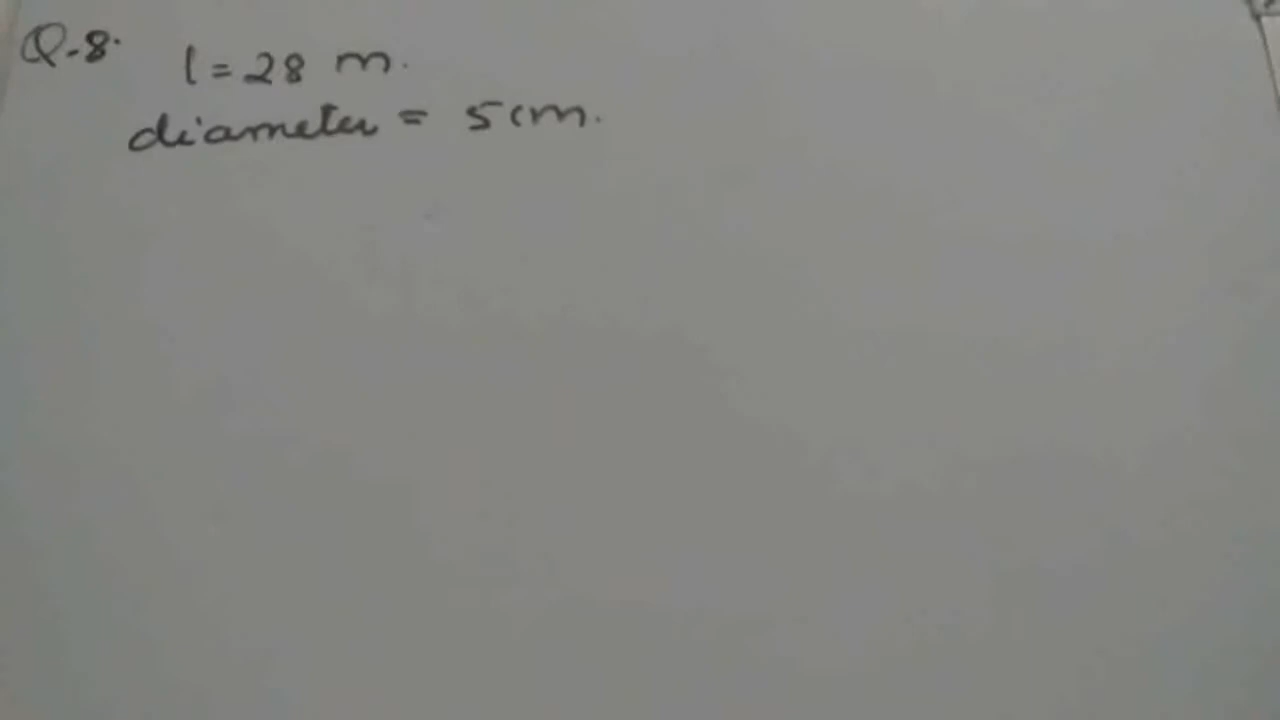 Q-8.
l = 28 m.
diameter = 5 cm.